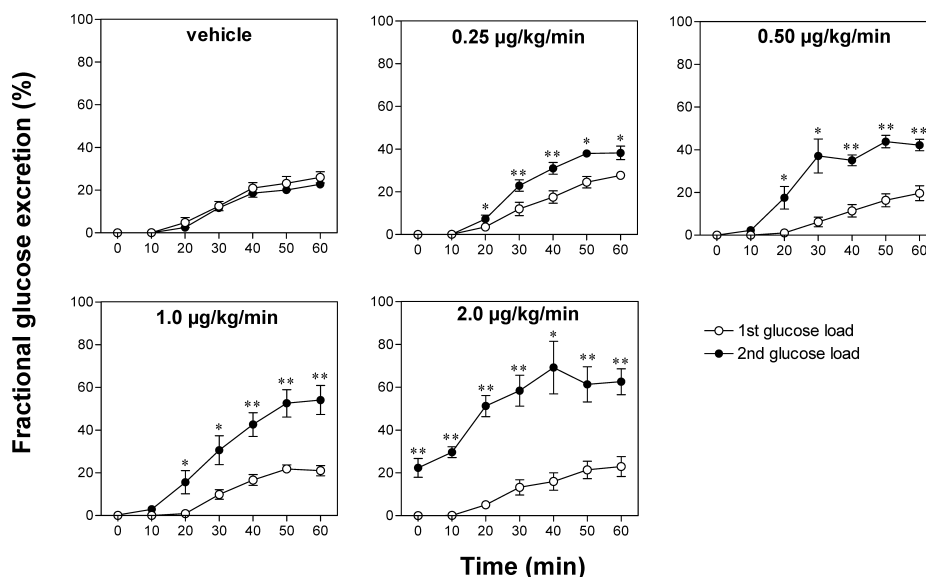 Fractional glucose excretion (%)
vehicle
100
80
60
40
20
0
0 10 20 30 40 50 60
0.25 µg/kg/min
100
80
60
40
20
0
* ** ** * *
0 10 20 30 40 50 60
0.50 µg/kg/min
100
80
60
40
20
0
* * ** ** **
0 10 20 30 40 50 60
1.0 µg/kg/min
100
80
60
40
20
0
* * ** ** **
0 10 20 30 40 50 60
2.0 µg/kg/min
100
80
60
40
20
0
** ** ** ** * ** **
0 10 20 30 40 50 60
1st glucose load
2nd glucose load
Time (min)